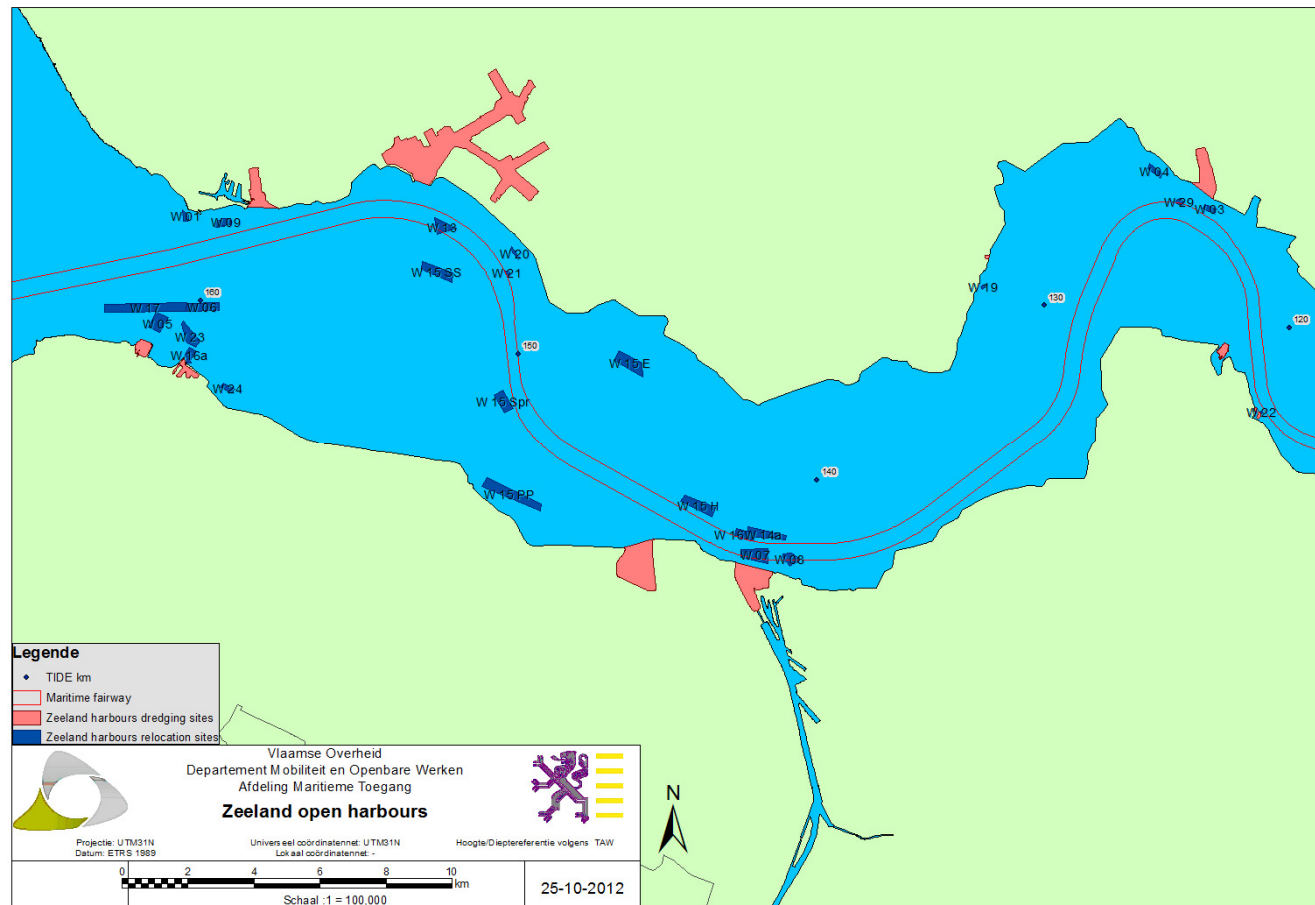 W 04
W 29
W 03
W 01
W 09
W 18
W 20
W 15 SS
W 21
W 19
160
130
W 17
W 06
W 05
120
W 23
150
W 16a
W 15 E
W 24
W 15 Spr
W 22
140
W 15 PP
W 15 H
W 14a
W 07
W 08
Legende
TIDE km
Maritime fairway
Zeeland harbours dredging sites
Zeeland harbours relocation sites
Vlaamse Overheid
Departement Mobiliteit en Openbare Werken
Afdeling Maritieme Toegang
Zeeland open harbours
N
Projectie: UTM31N
Datum: ETRS 1989
Universeel coördinatennet: UTM31N
Lokaal coördinatennet: -
Hoogte/Dieptereferentie volgens TAW
0 2 4 6 8 10
km
Schaal :1 = 100,000
25-10-2012